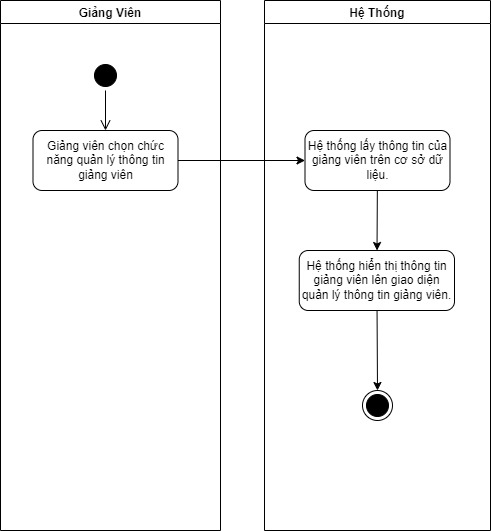 Giảng Viên
Hệ Thống
Giảng viên chọn chức
năng quản lý thông tin
giảng viên
Hệ thống lấy thông tin của
giảng viên trên cơ sở dữ
liệu.
Hệ thống hiển thị thông tin
giảng viên lên giao diện
quản lý thông tin giảng viên.